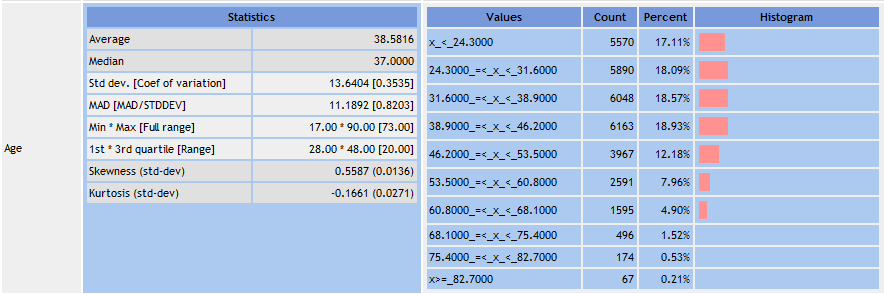 Age
Statistics
Average 38.5816
Median 37.0000
Std dev. [Coef of variation] 13.6404 [0.3535]
MAD [MAD/STDDEV] 11.1892 [0.8203]
Min * Max [Full range] 17.00 * 90.00 [73.00]
1st * 3rd quartile [Range] 28.00 * 48.00 [20.00]
Skewness (std-dev) 0.5587 (0.0136)
Kurtosis (std-dev) -0.1661 (0.0271)
Values Count Percent Histogram
x_<_24.3000 5570 17.11%
24.3000_=<_x_<_31.6000 5890 18.09%
31.6000_=<_x_<_38.9000 6048 18.57%
38.9000_=<_x_<_46.2000 6163 18.93%
46.2000_=<_x_<_53.5000 3967 12.18%
53.5000_=<_x_<_60.8000 2591 7.96%
60.8000_=<_x_<_68.1000 1595 4.90%
68.1000_=<_x_<_75.4000 496 1.52%
75.4000_=<_x_<_82.7000 174 0.53%
x>=_82.7000 67 0.21%